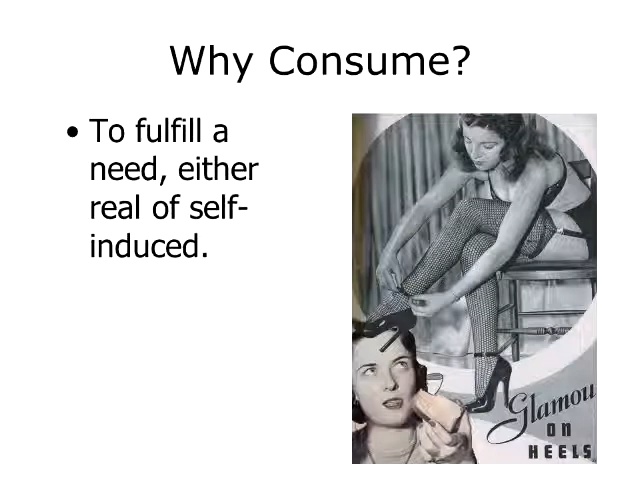 Why Consume?
• To fulfill a
need, either
real of self-
induced.
Glamou
ON
HEELS